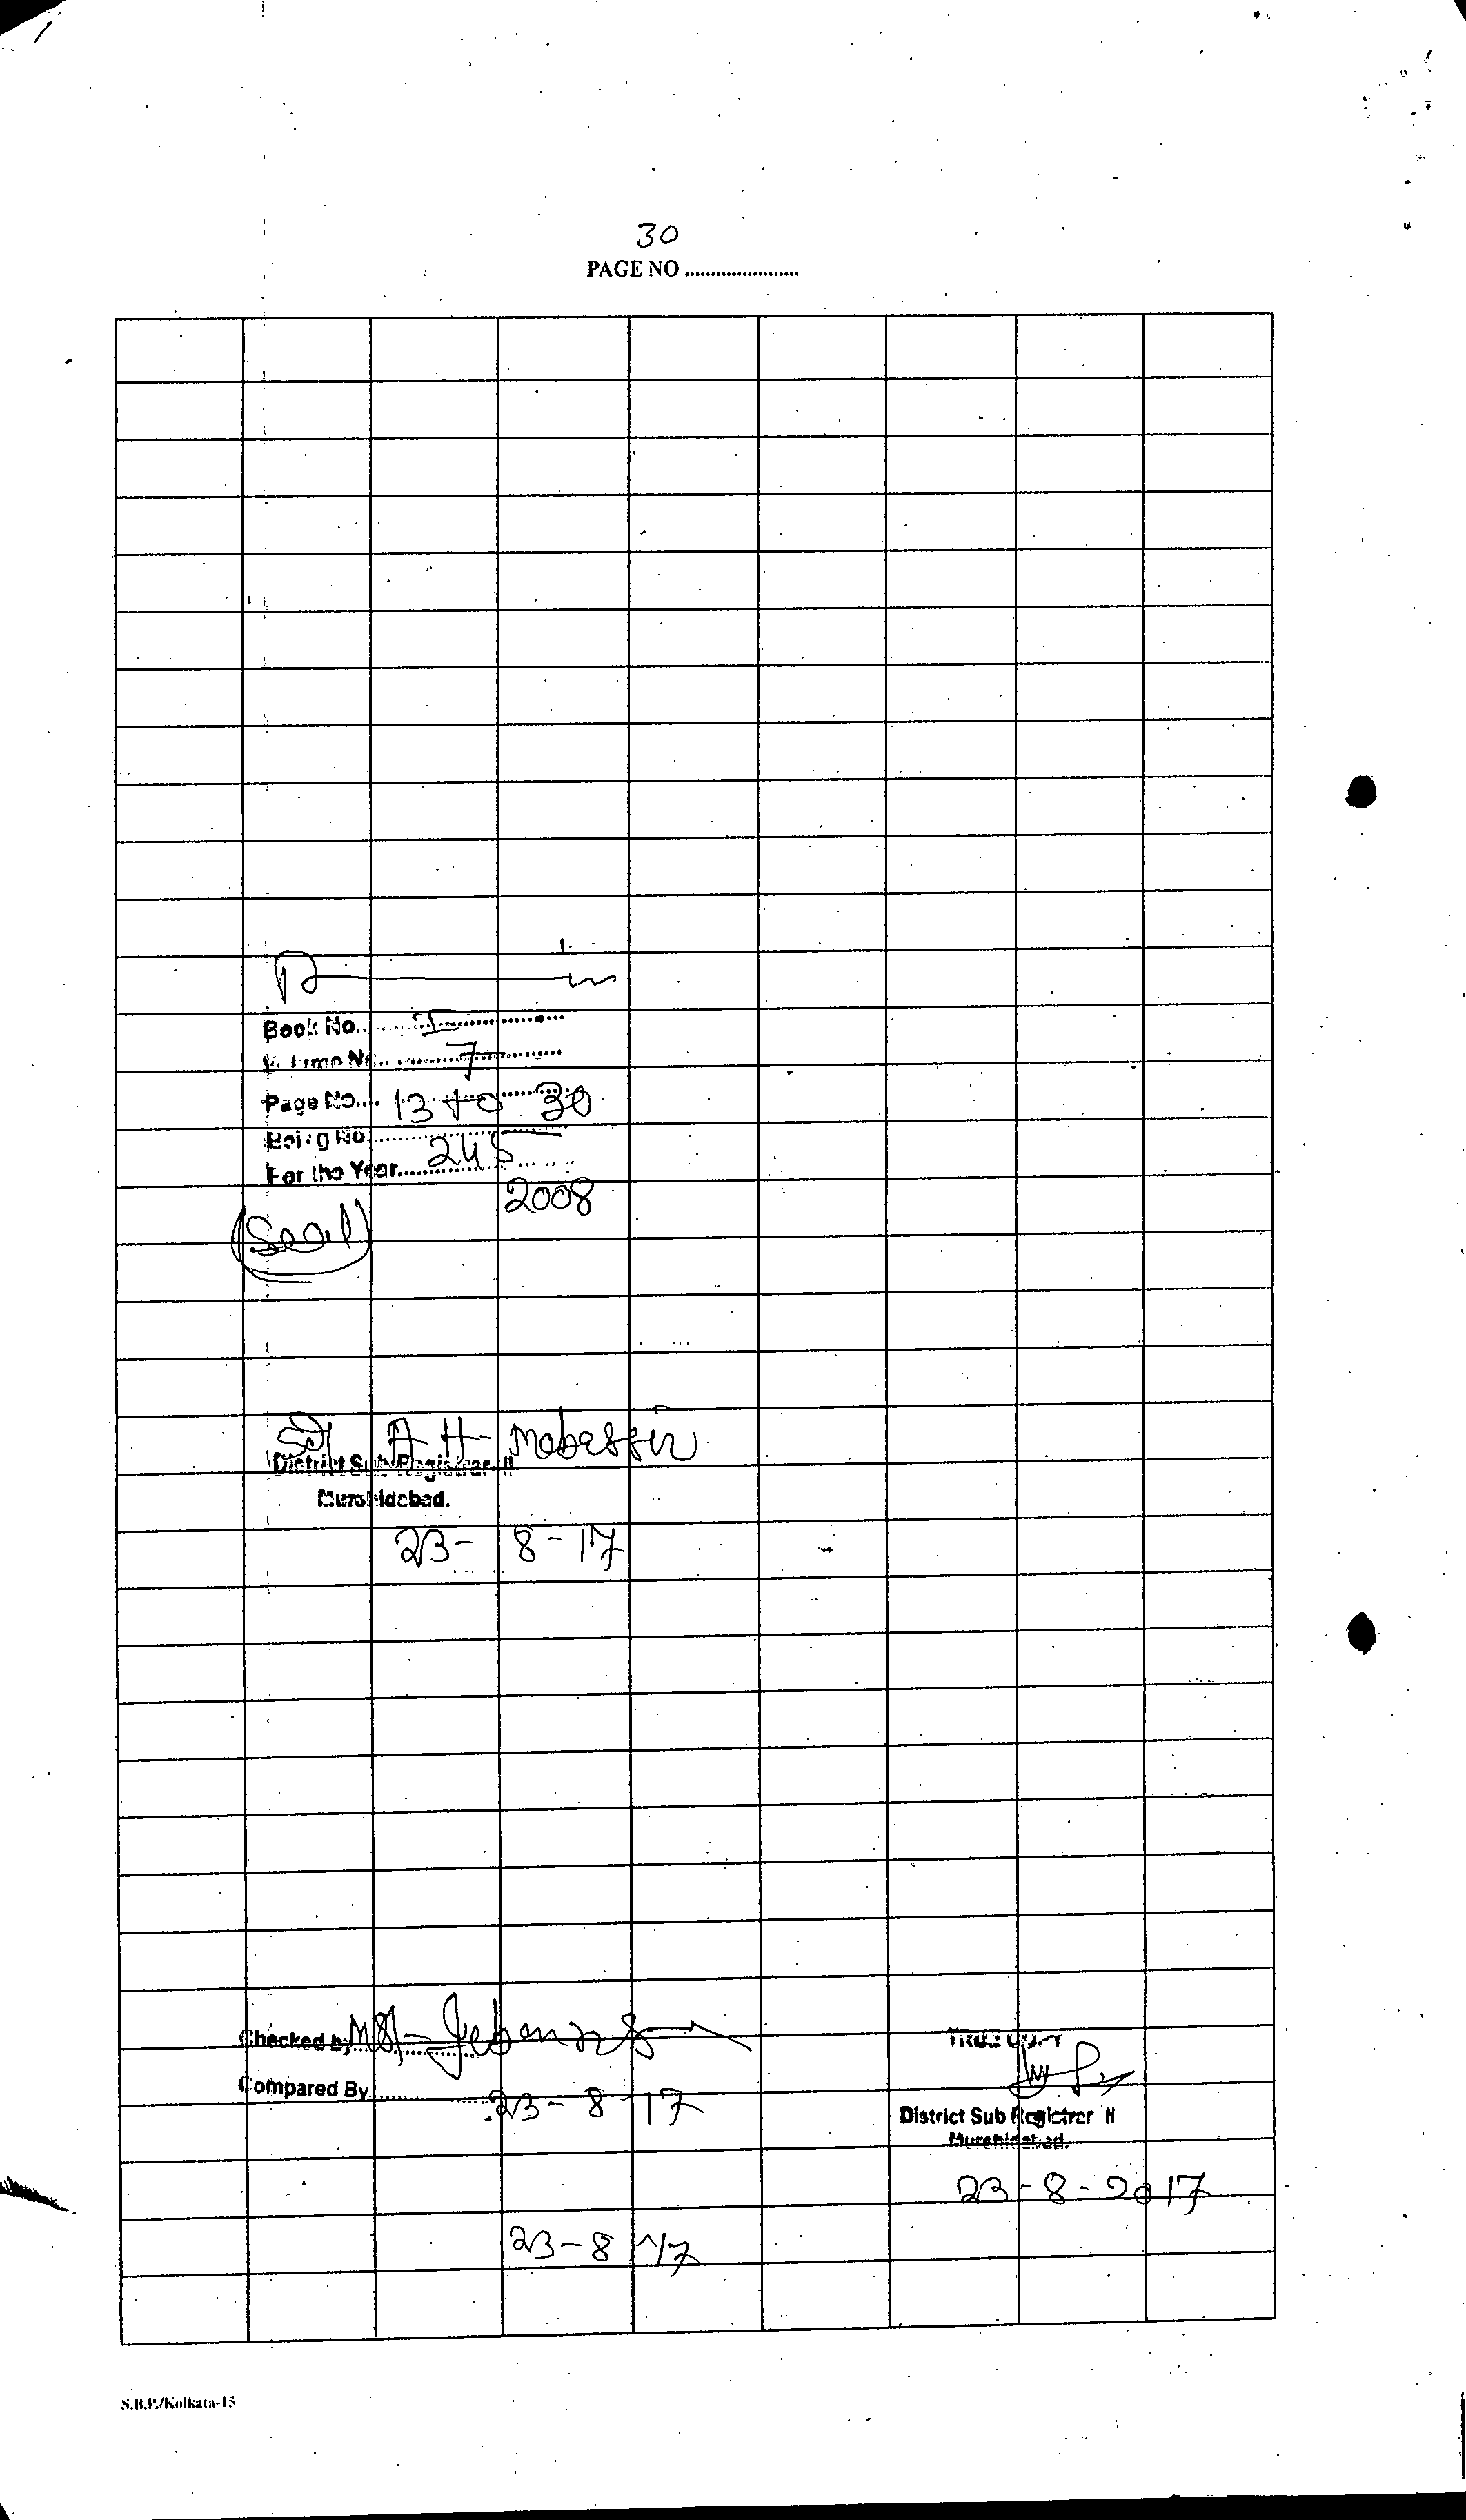 30
PAGE NO ......................
Book No. I
Volume No. 7
Page No. 13 to 30
Being No. 245
For the Year 2008
(Seal)
Sd/ A H- Mobassir
District Sub Registrar-II
Murshidabad.
23-8-17
Checked by
Compared By
23-8-17
TRUE COPY
District Sub Registrar II
Murshidabad.
23-8-2017
23-8-17
S.B.P./Kolkata-15